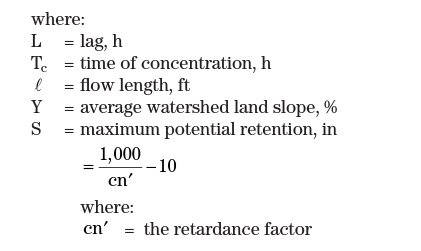 where:
L = lag, h
Tc = time of concentration, h
ℓ = flow length, ft
Y = average watershed land slope, %
S = maximum potential retention, in
= 1,000/cn′ − 10
where:
cn′ = the retardance factor